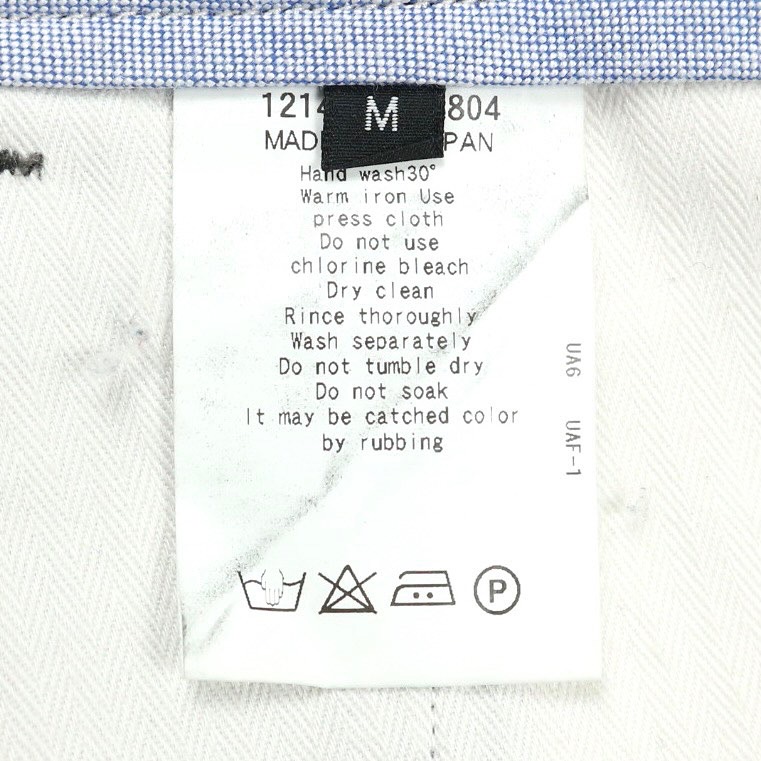 1214 M 804
MAD PAN
Hand wash30°
Warm iron Use
press cloth
Do not use
chlorine bleach
Dry clean
Rince thoroughly
Wash separately
Do not tumble dry
Do not soak
It may be catched color
by rubbing
UA6 UAF-1
P